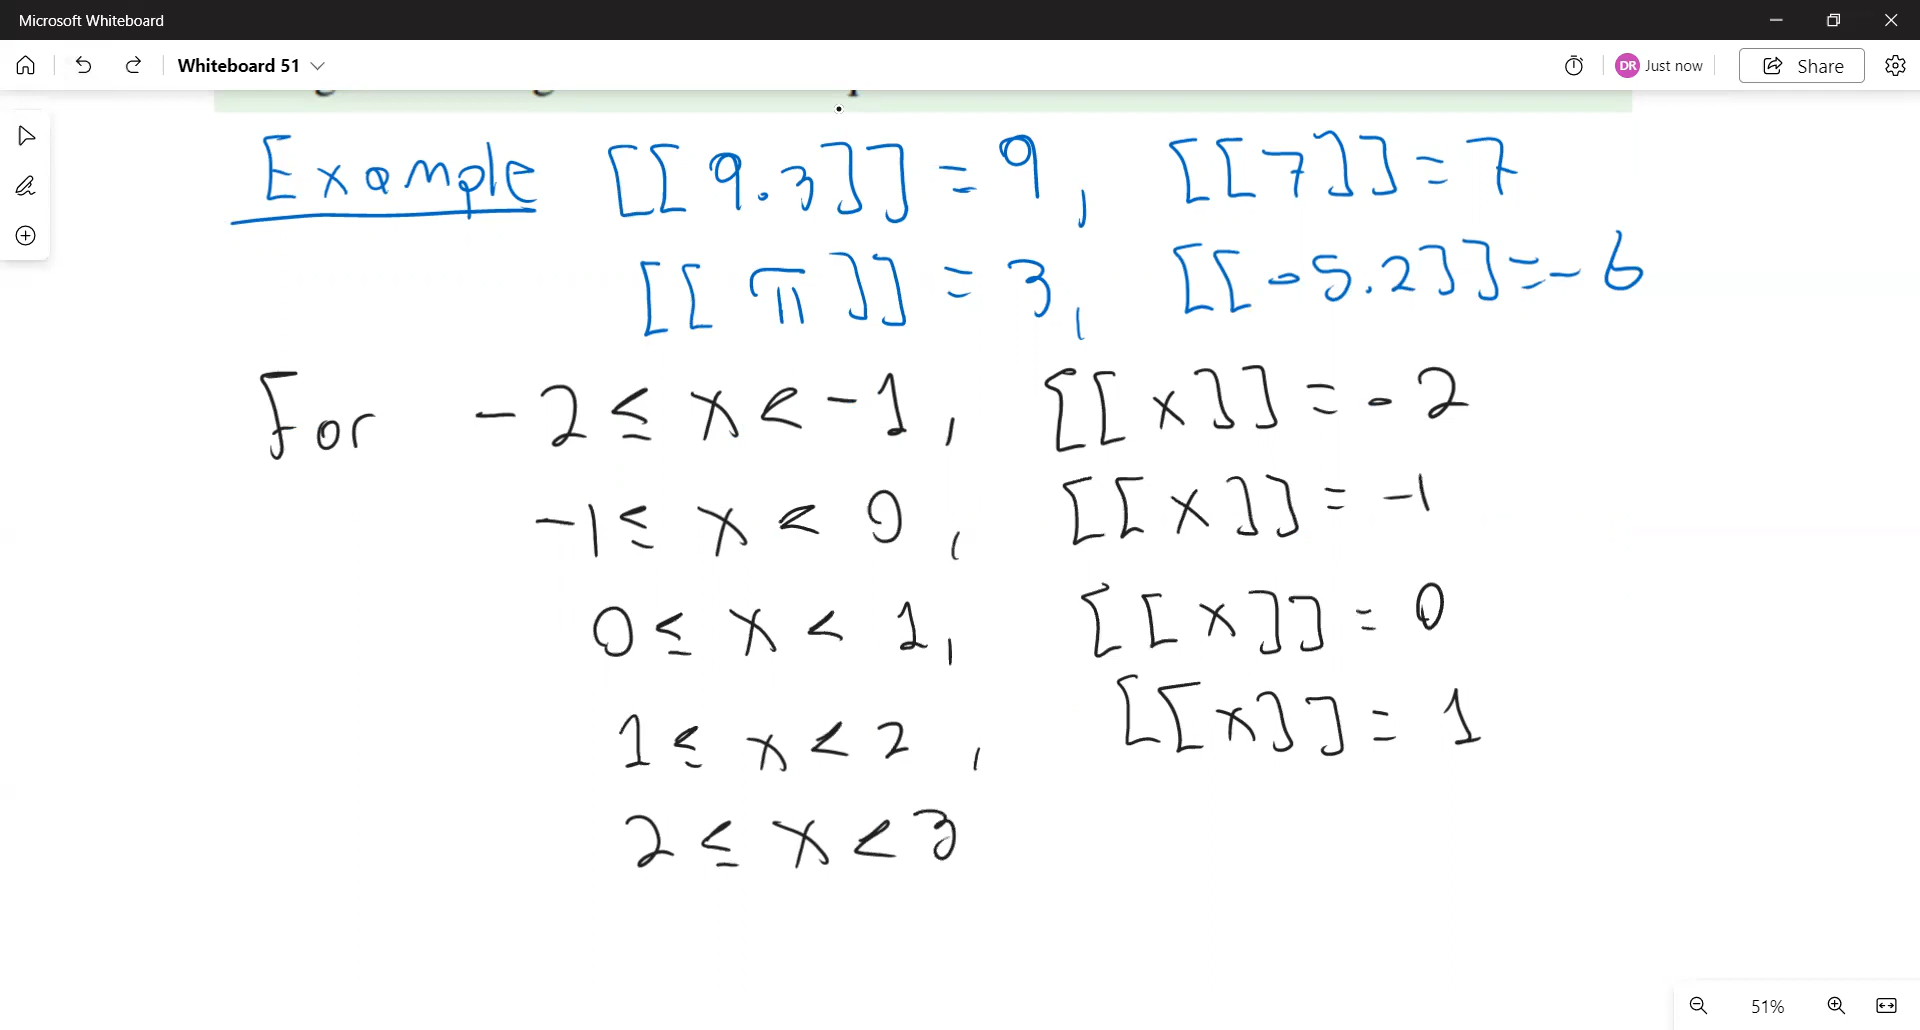 Microsoft Whiteboard
Whiteboard 51
DR Just now Share
Example [[9.3]] = 9, [[7]] = 7
[[π]] = 3, [[-5.2]] = -6
For -2 ≤ x < -1, [[x]] = -2
-1 ≤ x < 0, [[x]] = -1
0 ≤ x < 1, [[x]] = 0
1 ≤ x < 2, [[x]] = 1
2 ≤ x < 3
51%